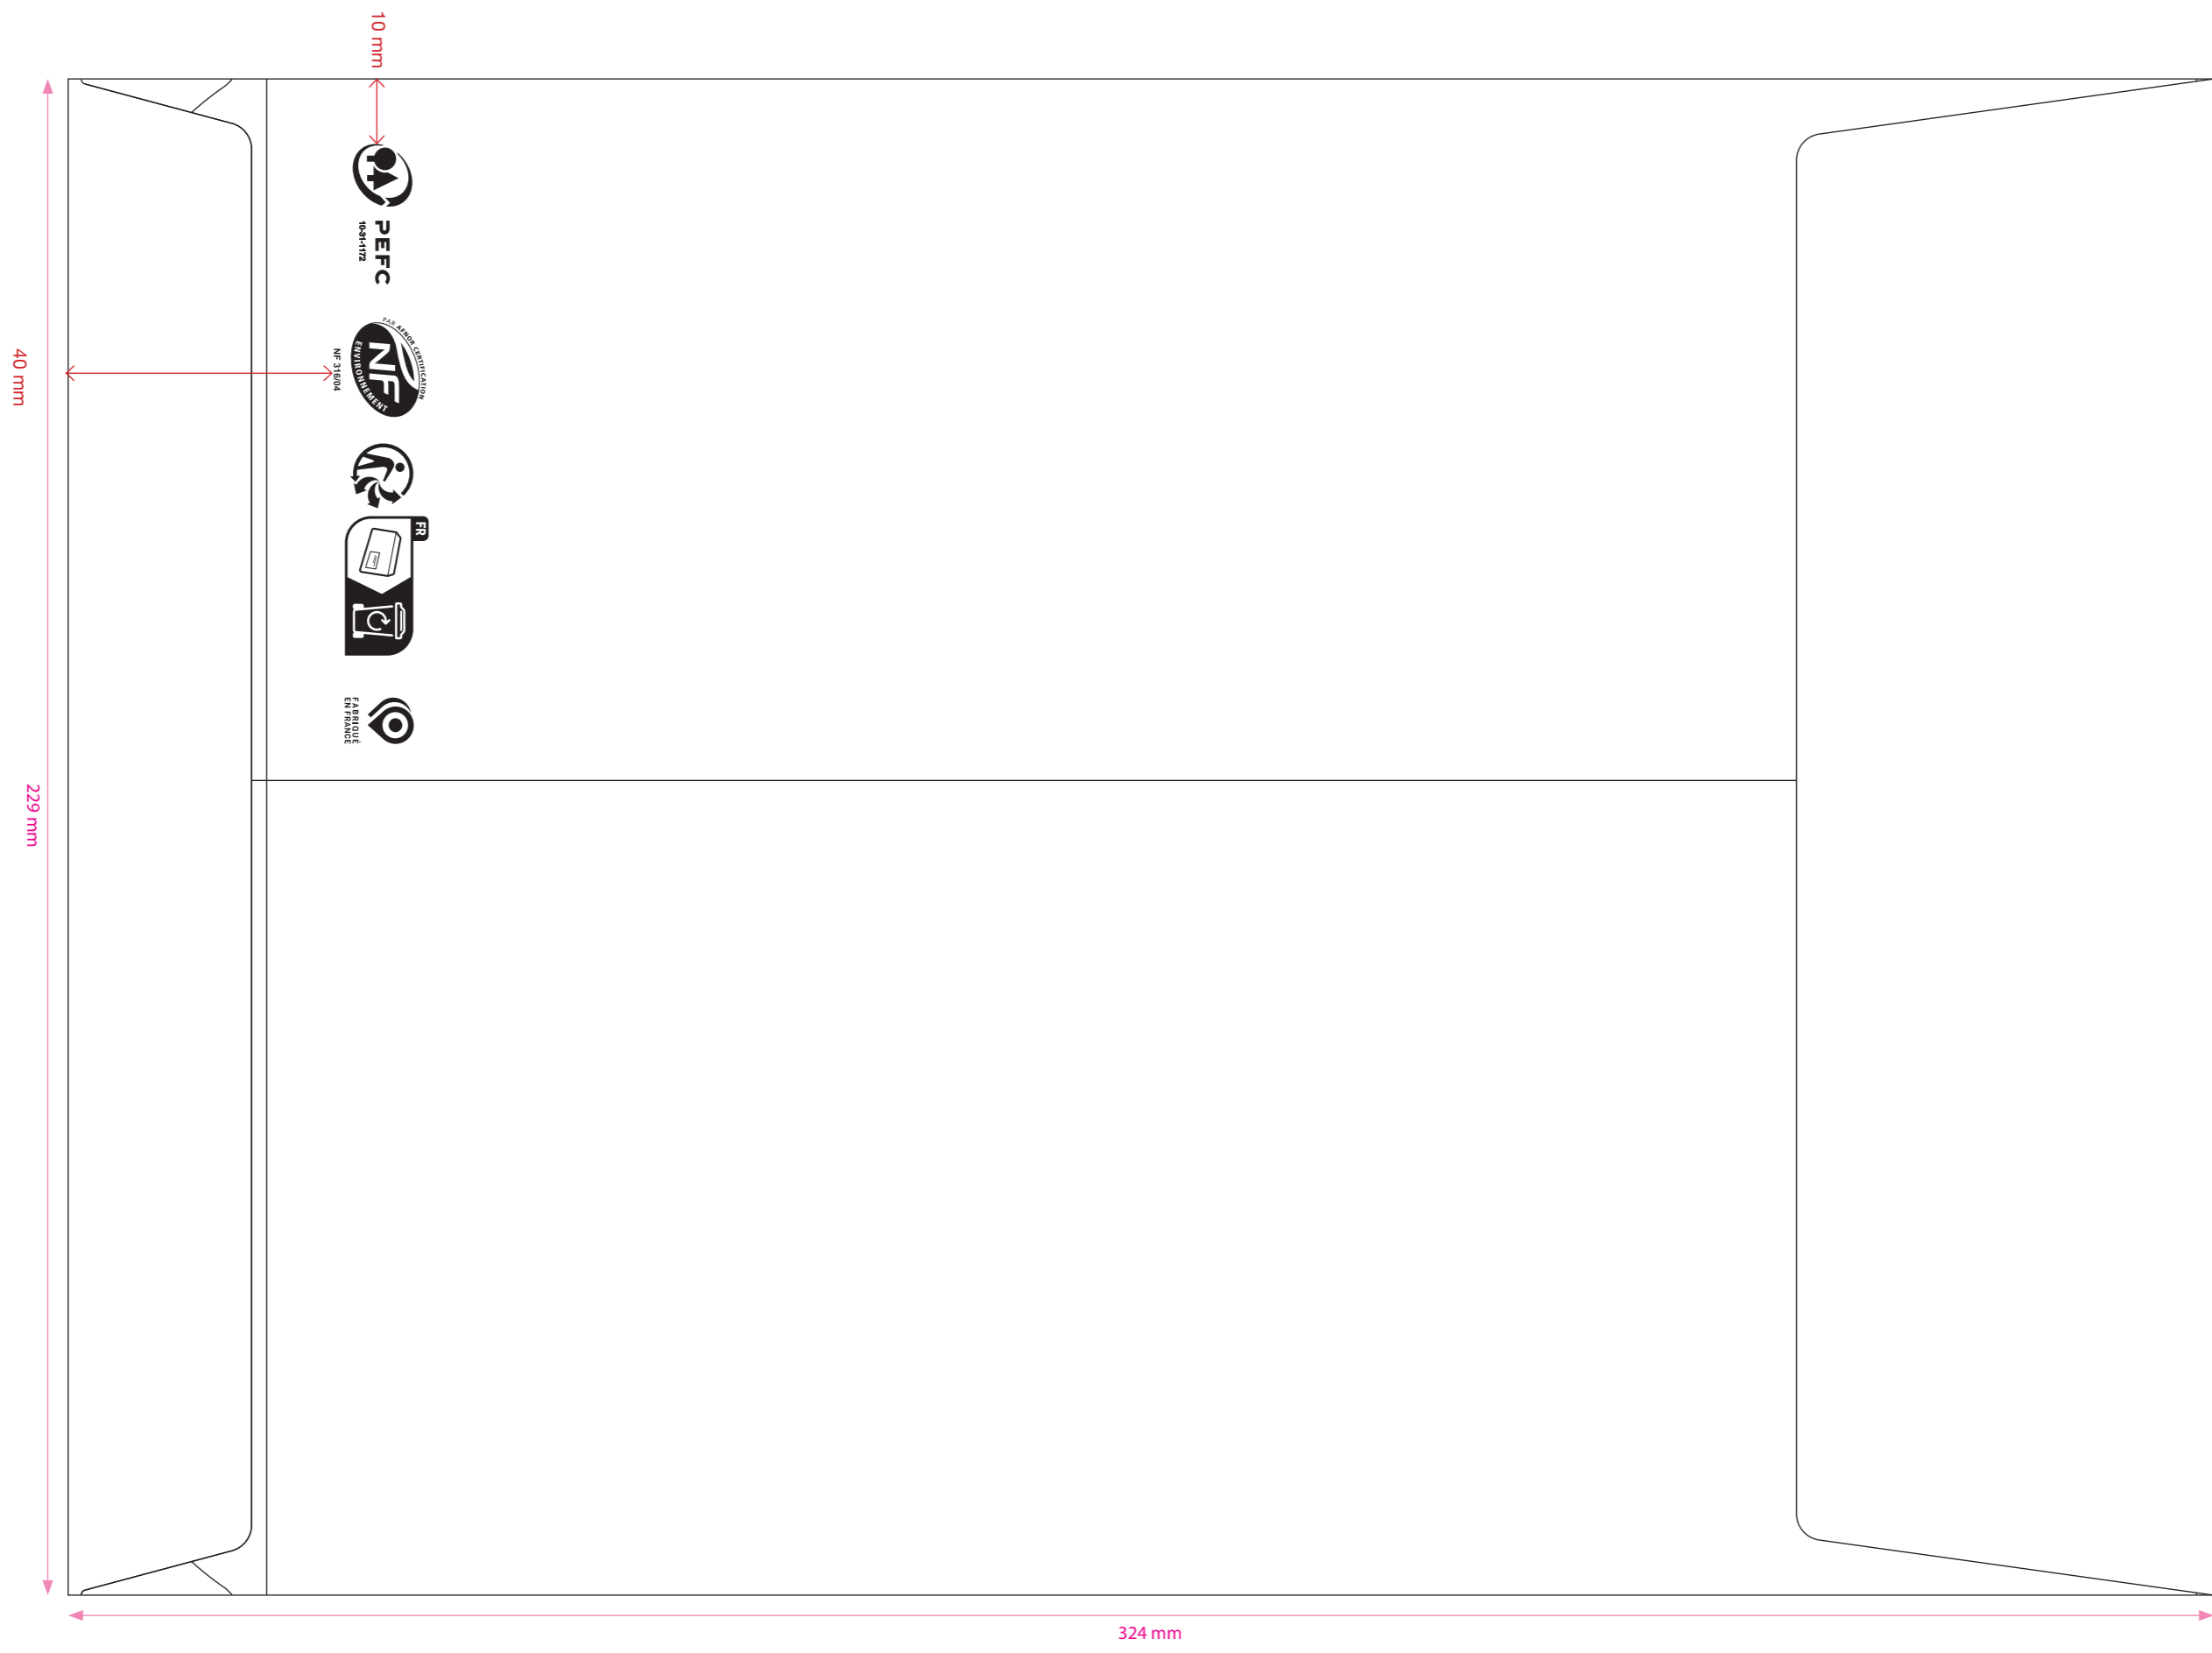 10 mm
PEFC
10-31-1172
PAR AFNOR CERTIFICATION
NF
ENVIRONNEMENT
NF 316/04
40 mm
FR
FABRIQUÉ
EN FRANCE
229 mm
324 mm